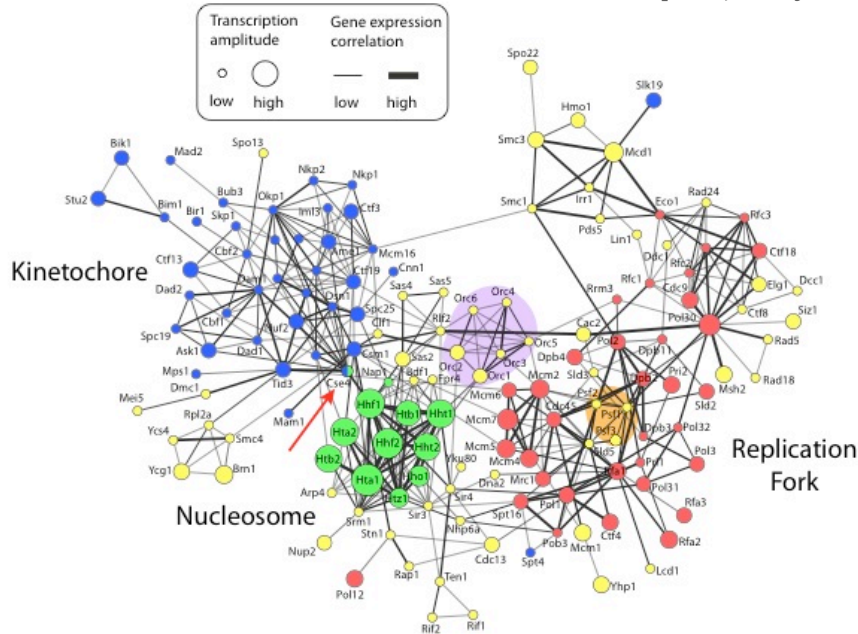 Transcription
amplitude
Gene expression
correlation
low
high
low
high
Spo22
Slk19
Hmo1
Smc3
Mcd1
Bik1
Mad2
Spo13
Nkp2
Nkp1
Okp1
Stu2
Bim1
Bub3
Bir1
Skp1
Iml3
Ctf3
Smc1
Irr1
Eco1
Rad24
Rfc3
Pds5
Lin1
Ddc1
Cbf2
Ame1
Mcm16
Ctf18
Rfc2
Kinetochore
Ctf13
Ctf19
Cnn1
Sas4
Sas5
Orc6
Orc4
Rrm3
Rfc1
Cdc9
Elg1
Dcc1
Dad2
Dam1
Dsn1
Spc25
Rlf2
Pol30
Ctf8
Siz1
Cbf1
Nuf2
Clf1
Orc5
Cac2
Spc19
Dad1
Csm1
Sas2
Orc2
Orc3
Dpb4
Pol2
Dpb11
Rad5
Ask1
Mps1
Tid3
Cse4
Nap1
Bdf1
Fpr4
Orc1
Mcm2
Sld3
Dpb2
Pri2
Msh2
Rad18
Dmc1
Mei5
Mam1
Hhf1
Htb1
Hht1
Mcm6
Cdc45
Psf2
Psf1
Sld2
Rpl2a
Ycs4
Smc4
Hta2
Hhf2
Hht2
Mcm7
Psf3
Dpb3
Pol32
Htb2
Mcm5
Mcm4
Sld5
Pol3
Replication
Fork
Ycg1
Brn1
Hta1
Hho1
Yku80
Dna2
Mrc1
Rfa1
Pri1
Pol31
Arp4
Htz1
Sir4
Nucleosome
Srm1
Sir3
Spt16
Pol1
Rfa3
Nup2
Stn1
Nhp6a
Pob3
Ctf4
Mcm1
Rfa2
Cdc13
Spt4
Pol12
Rap1
Ten1
Yhp1
Lcd1
Rif2
Rif1